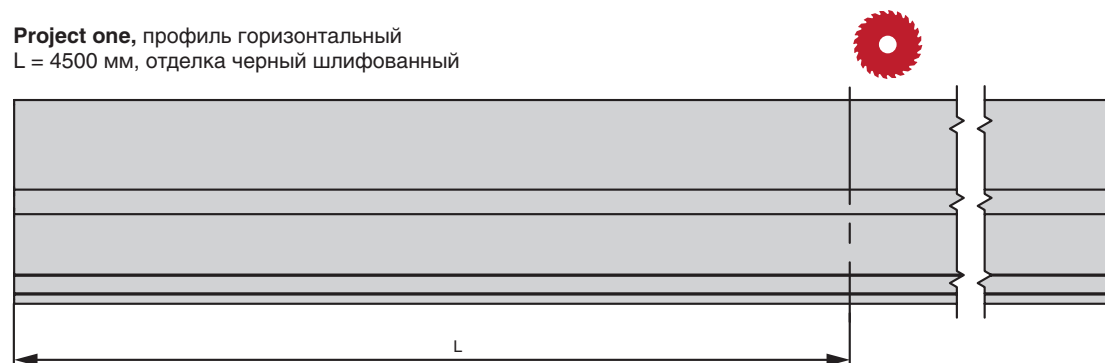 Project one, профиль горизонтальный
L = 4500 мм, отделка черный шлифованный
L